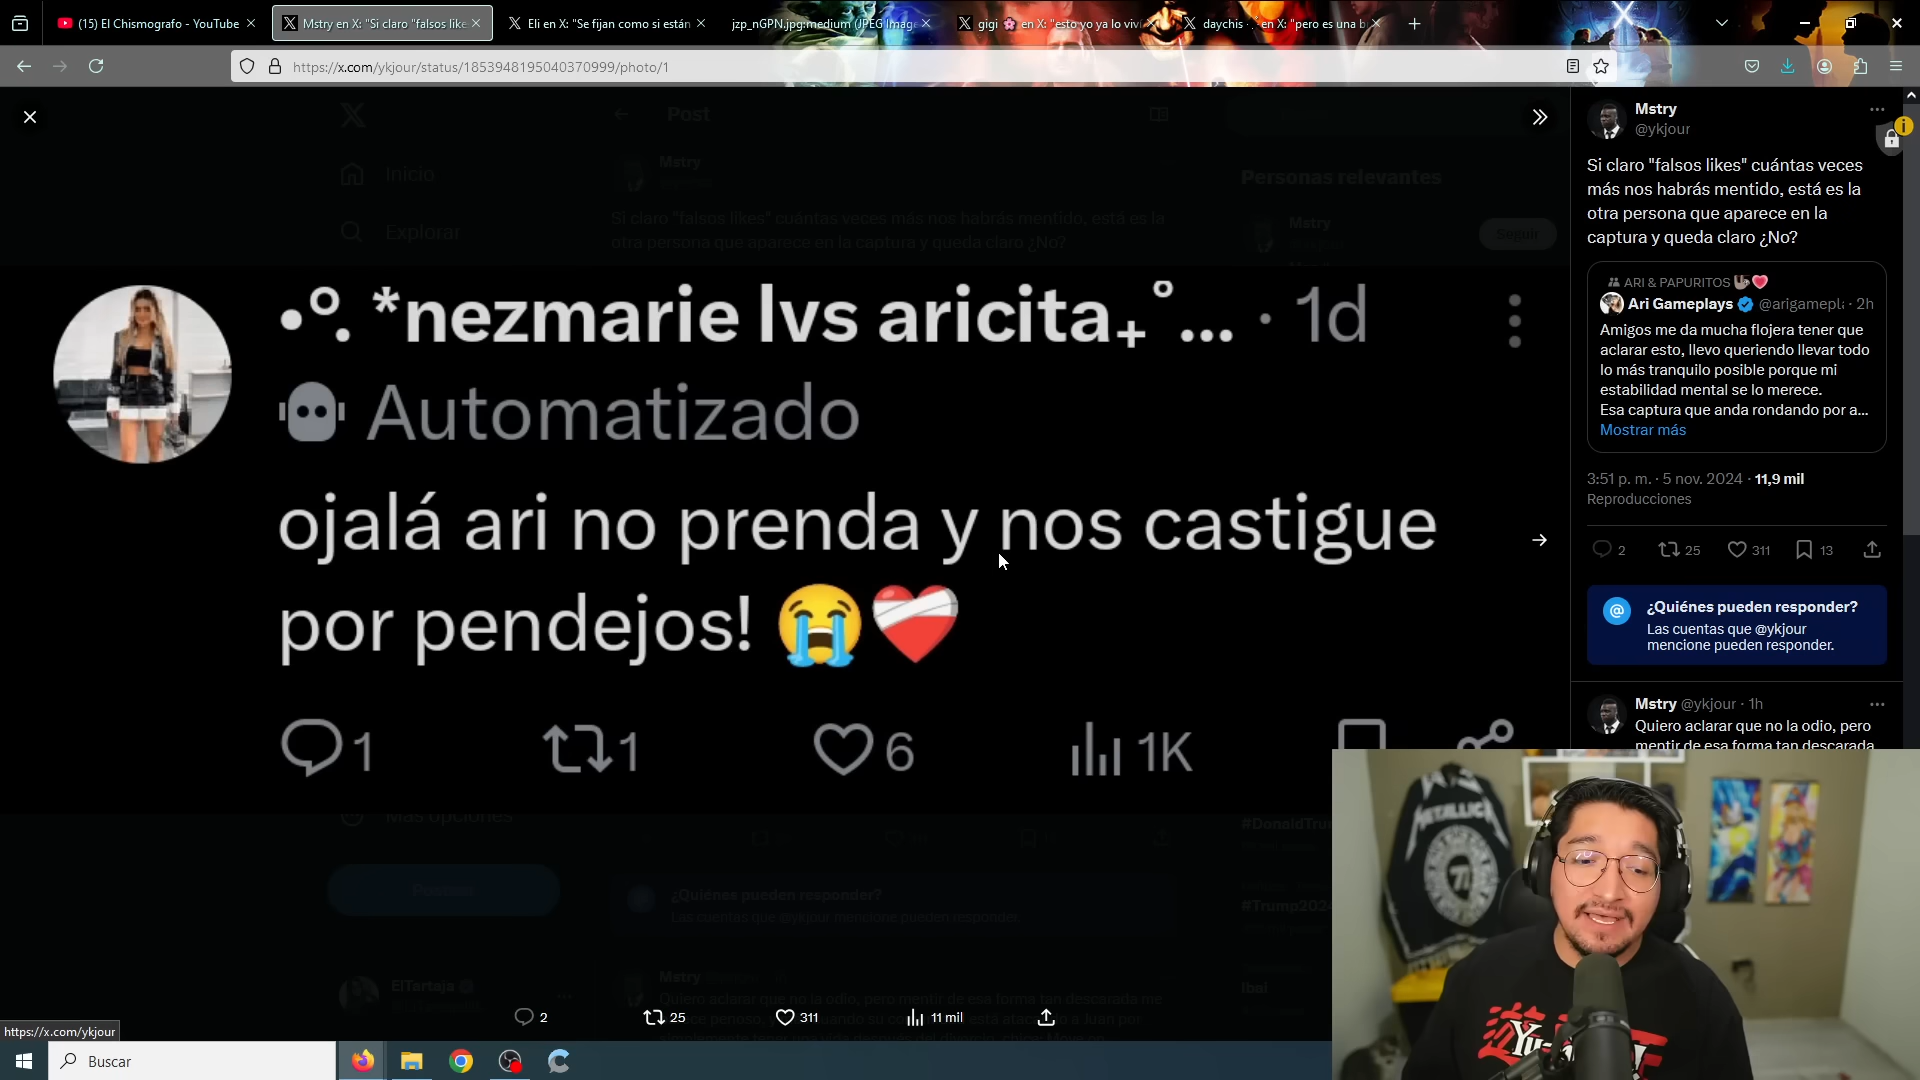 (15) El Chismografo - YouTube
Mstry en X: "Si claro "falsos like
Eli en X: "Se fijan como si están
jzp_nGPN.jpg:medium (JPEG Image
gigi 🌸 en X: "esto yo ya lo viví
daychis · ˚ en X: "pero es una b
https://x.com/ykjour/status/1853948195040370999/photo/1
Post
Inicio
Explorar
Mstry
Si claro "falsos likes" cuántas veces más nos habrás mentido, está es la
otra persona que aparece en la captura y queda claro ¿No?
Personas relevantes
Mstry
Seguir
•°. *nezmarie lvs aricita₊˚... · 1d
Automatizado
ojalá ari no prenda y nos castigue
por pendejos! 😭❤️‍🩹
1
1
6
1K
Más opciones
Postear
¿Quiénes pueden responder?
Las cuentas que @ykjour mencione pueden responder.
Mstry
Quiero aclarar que no la odio, pero mentir de esa forma tan descarada me
ElTartaja
#Trump2024
Ibai
2
25
311
11 mil
https://x.com/ykjour
Mstry
@ykjour
Si claro "falsos likes" cuántas veces
más nos habrás mentido, está es la
otra persona que aparece en la
captura y queda claro ¿No?
ARI & PAPURITOS 🦥💗
Ari Gameplays @arigamepla · 2h
Amigos me da mucha flojera tener que
aclarar esto, llevo queriendo llevar todo
lo más tranquilo posible porque mi
estabilidad mental se lo merece.
Esa captura que anda rondando por a...
Mostrar más
3:51 p. m. · 5 nov. 2024 · 11,9 mil
Reproducciones
2
25
311
13
¿Quiénes pueden responder?
Las cuentas que @ykjour
mencione pueden responder.
Mstry @ykjour · 1h
Quiero aclarar que no la odio, pero
mentir de esa forma tan descarada
METALLICA
Buscar